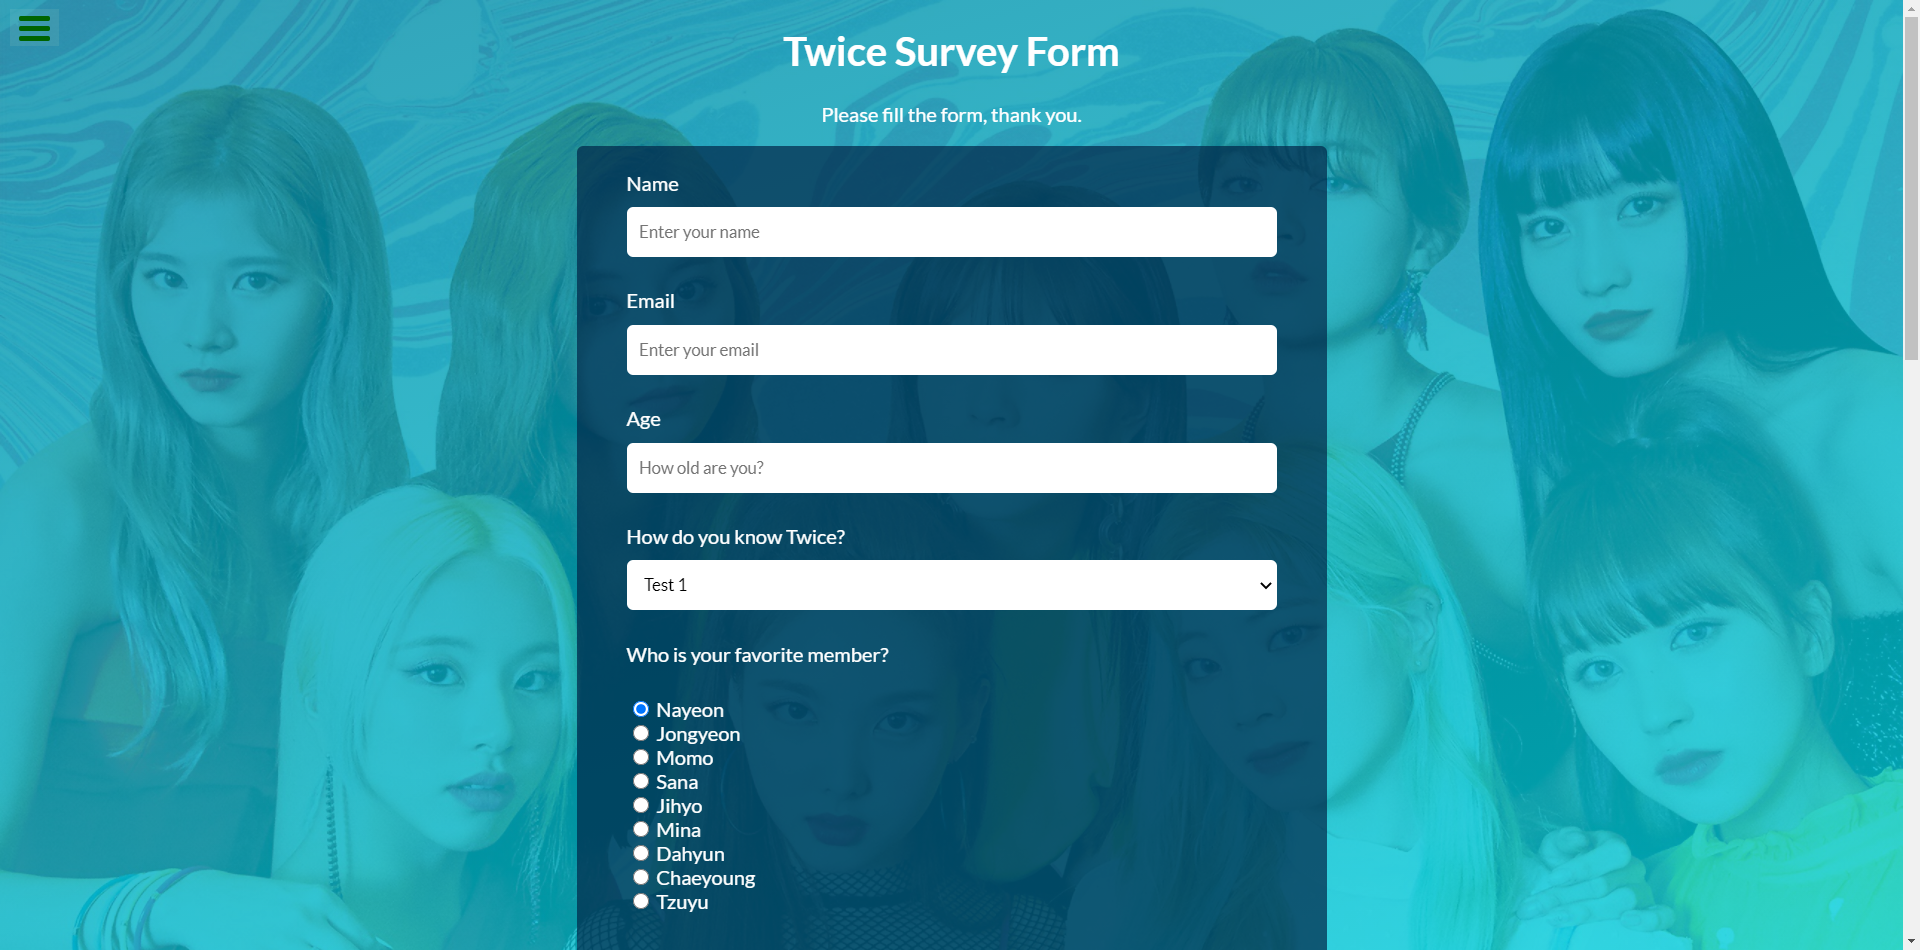 Twice Survey Form
Please fill the form, thank you.
Name
Enter your name
Email
Enter your email
Age
How old are you?
How do you know Twice?
Test 1
Who is your favorite member?
Nayeon
Jongyeon
Momo
Sana
Jihyo
Mina
Dahyun
Chaeyoung
Tzuyu